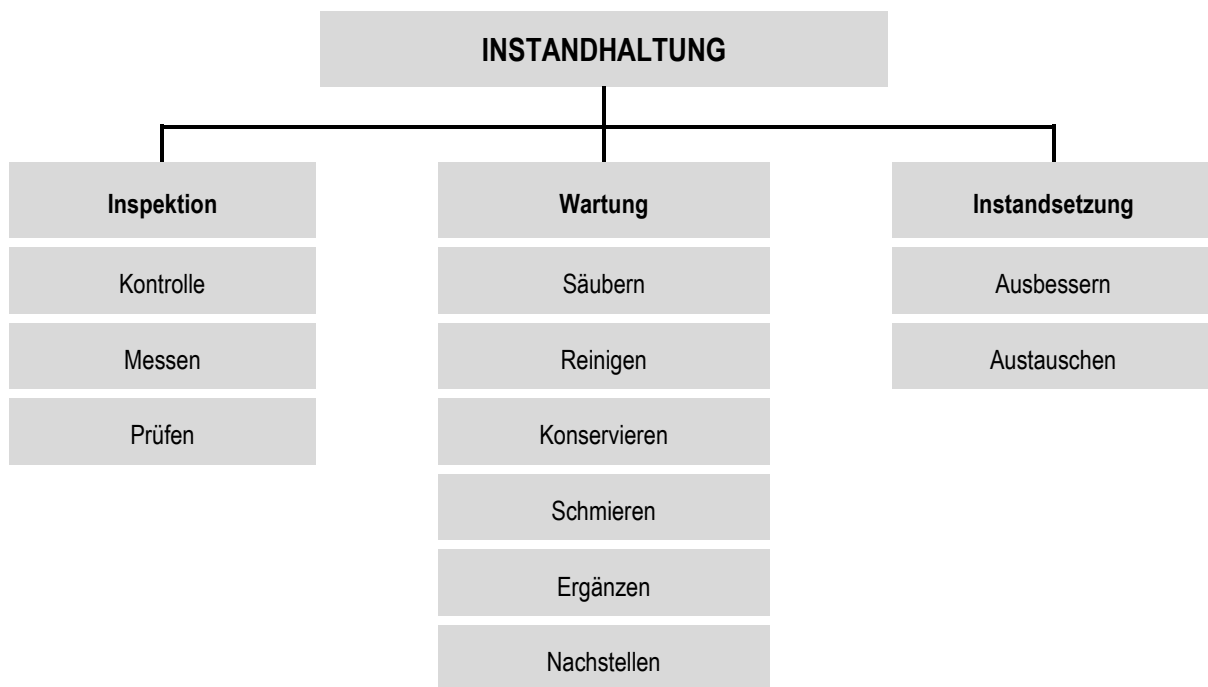 INSTANDHALTUNG
Inspektion
Kontrolle
Messen
Prüfen
Wartung
Säubern
Reinigen
Konservieren
Schmieren
Ergänzen
Nachstellen
Instandsetzung
Ausbessern
Austauschen